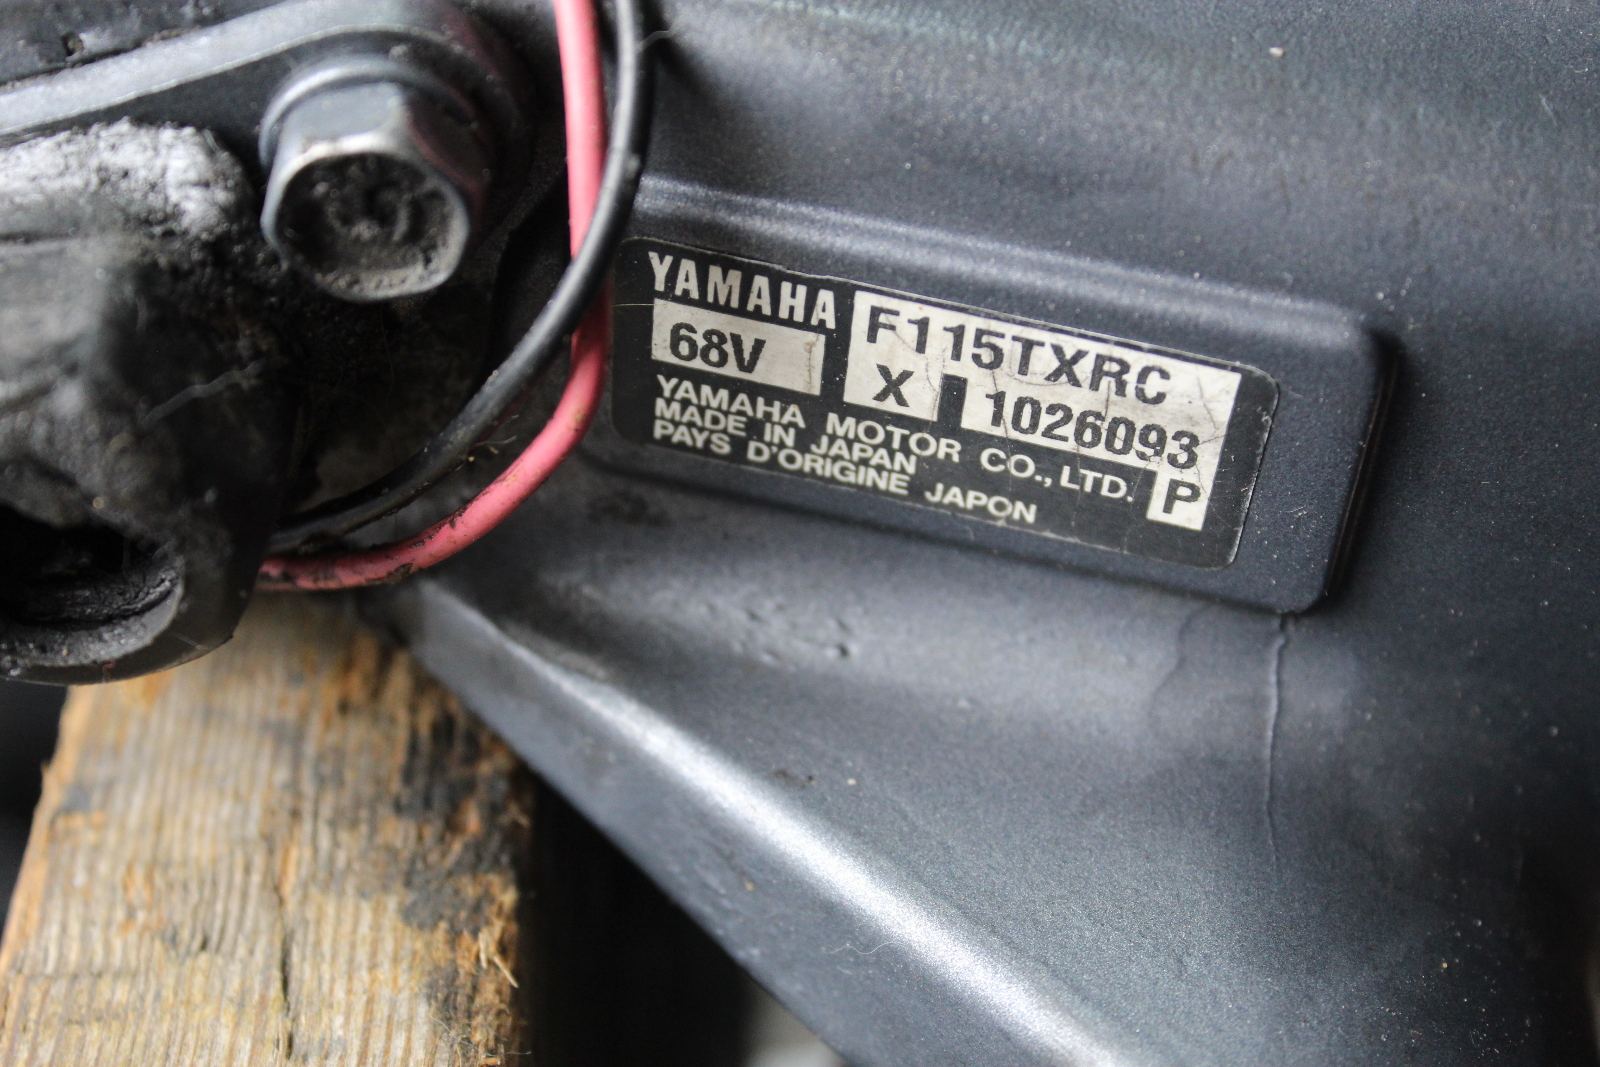 YAMAHA F115TXRC
68V X 1026093
YAMAHA MOTOR CO., LTD. P
MADE IN JAPAN
PAYS D'ORIGINE JAPON